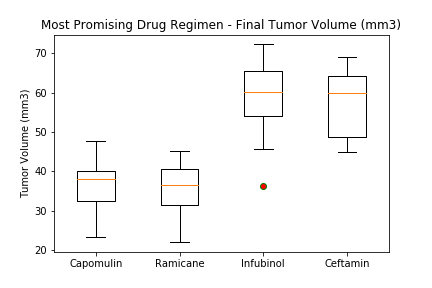 Most Promising Drug Regimen - Final Tumor Volume (mm3)
Tumor Volume (mm3)
70
60
50
40
30
20
Capomulin Ramicane Infubinol Ceftamin